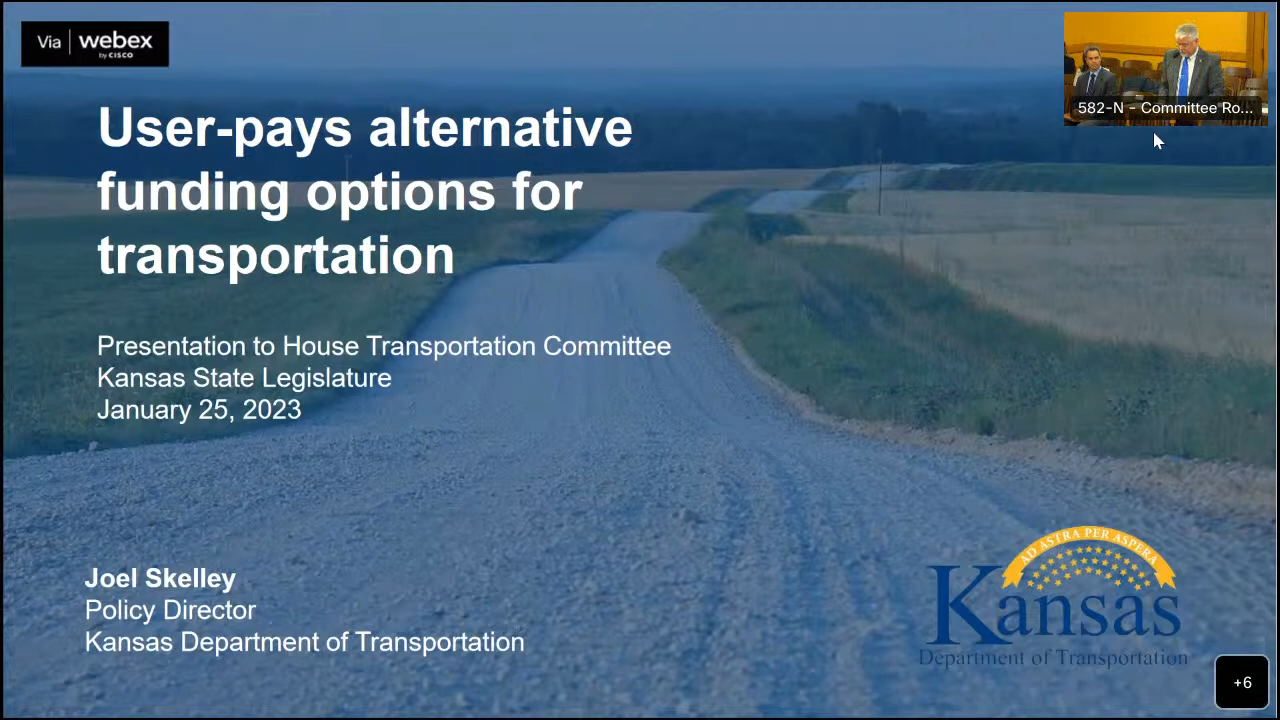 Via webex
by CISCO
582-N - Committee Ro...
User-pays alternative
funding options for
transportation
Presentation to House Transportation Committee
Kansas State Legislature
January 25, 2023
Joel Skelley
Policy Director
Kansas Department of Transportation
AD ASTRA PER ASPERA
Kansas
Department of Transportation
+6